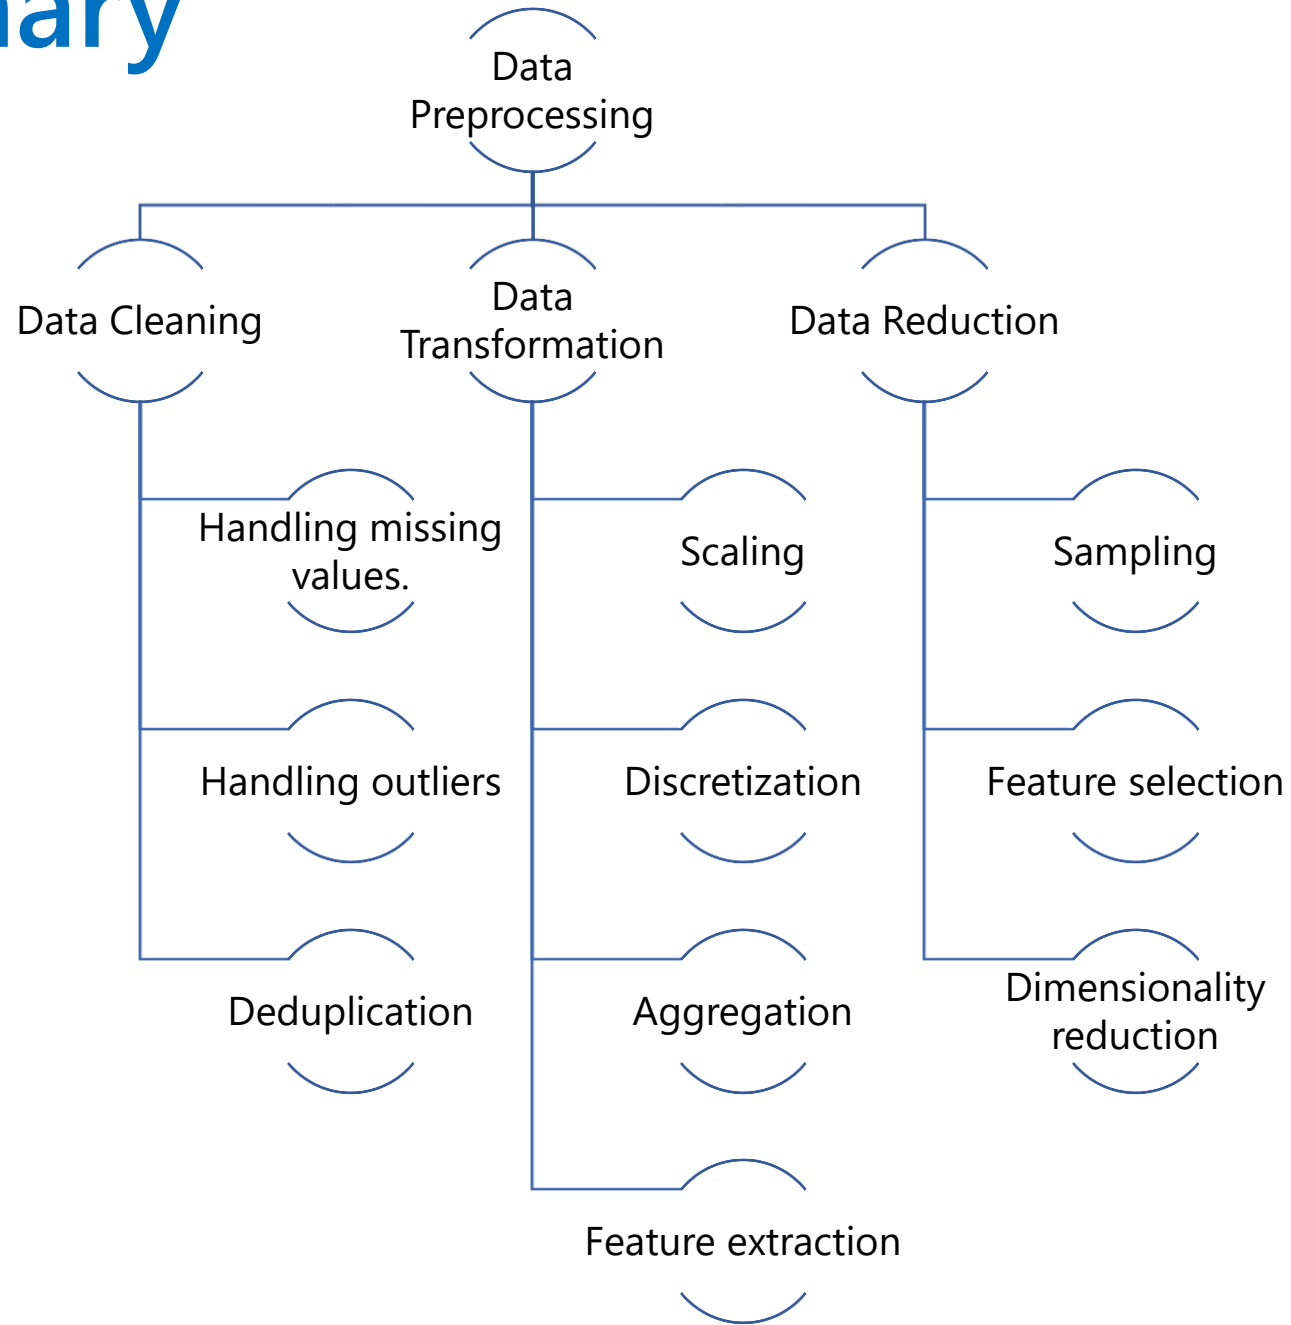 Data
Preprocessing
Data Cleaning
Data
Transformation
Data Reduction
Handling missing
values.
Scaling
Sampling
Handling outliers
Discretization
Feature selection
Deduplication
Aggregation
Dimensionality
reduction
Feature extraction